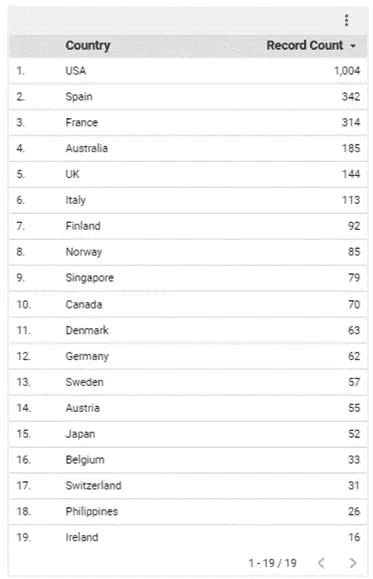 Country Record Count
1. USA 1,004
2. Spain 342
3. France 314
4. Australia 185
5. UK 144
6. Italy 113
7. Finland 92
8. Norway 85
9. Singapore 79
10. Canada 70
11. Denmark 63
12. Germany 62
13. Sweden 57
14. Austria 55
15. Japan 52
16. Belgium 33
17. Switzerland 31
18. Philippines 26
19. Ireland 16
1 - 19 / 19